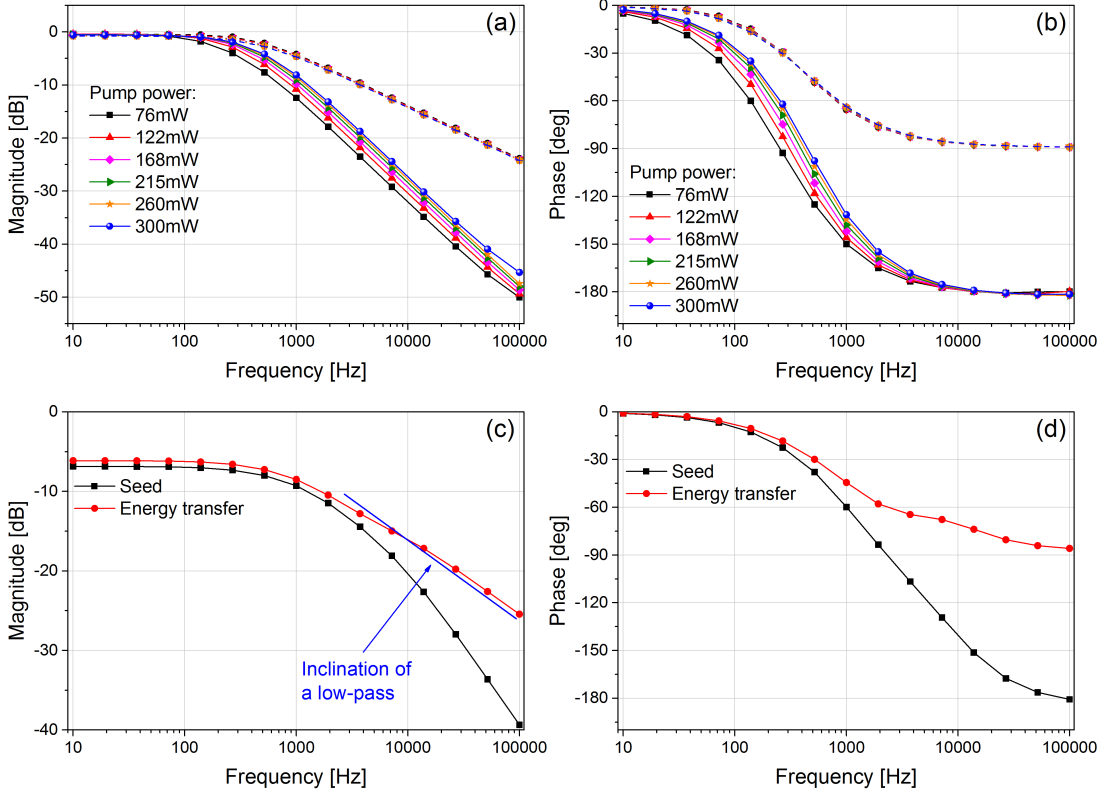 (a)
0
-10
-20
-30
-40
-50
Magnitude [dB]
Pump power:
76mW
122mW
168mW
215mW
260mW
300mW
10
100
1000
10000
100000
Frequency [Hz]
(b)
0
-30
-60
-90
-120
-150
-180
Phase [deg]
Pump power:
76mW
122mW
168mW
215mW
260mW
300mW
10
100
1000
10000
100000
Frequency [Hz]
(c)
0
-10
-20
-30
-40
Magnitude [dB]
Seed
Energy transfer
Inclination of
a low-pass
10
100
1000
10000
100000
Frequency [Hz]
(d)
0
-30
-60
-90
-120
-150
-180
Phase [deg]
Seed
Energy transfer
10
100
1000
10000
100000
Frequency [Hz]